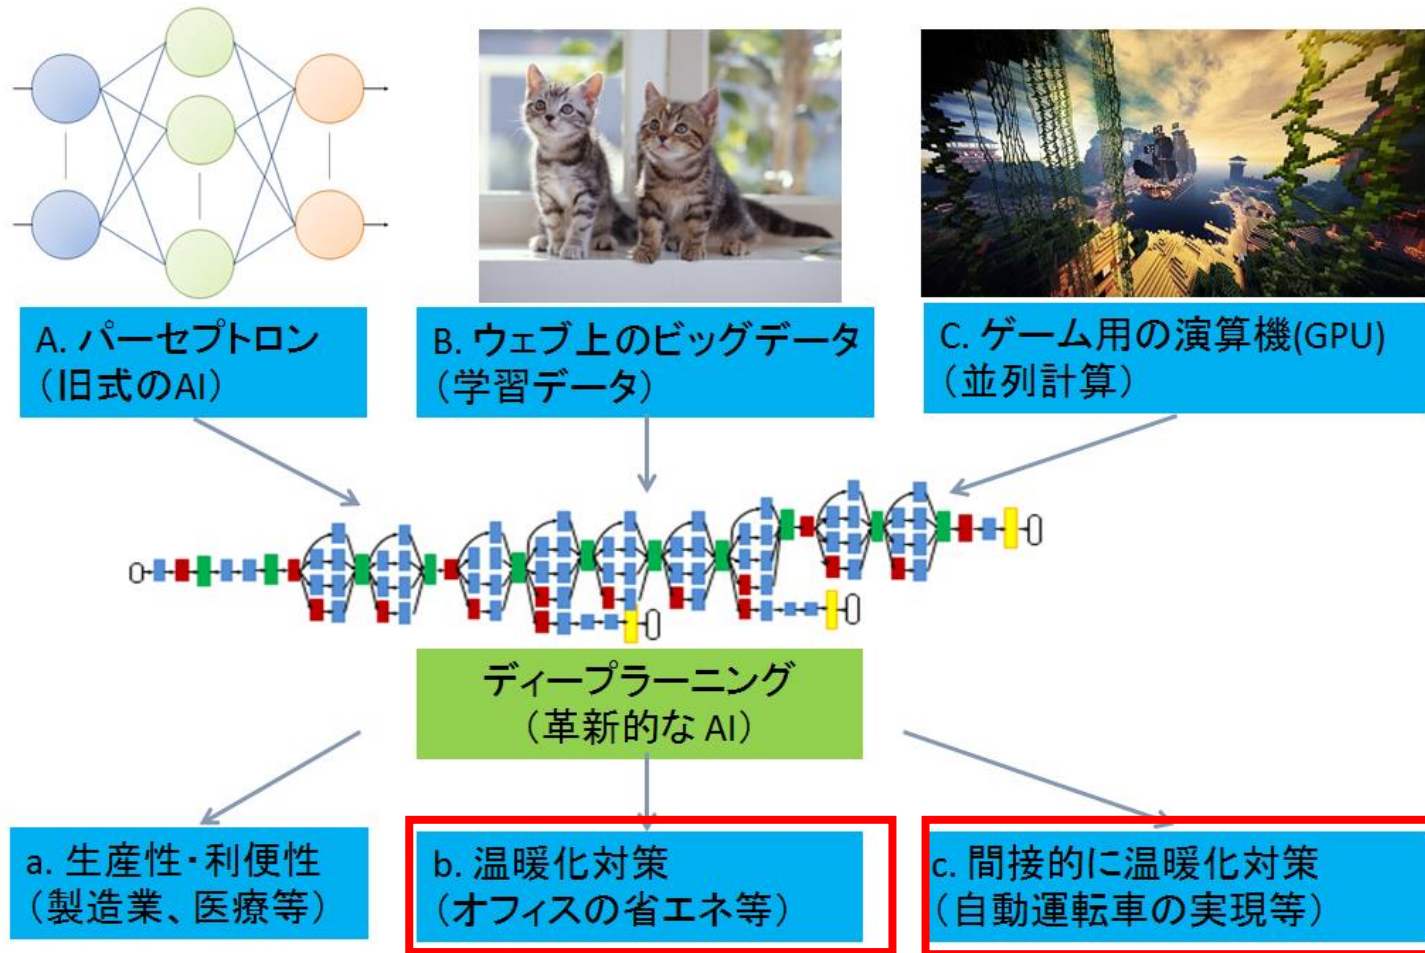 A. パーセプトロン
（旧式のAI）
B. ウェブ上のビッグデータ
（学習データ）
C. ゲーム用の演算機(GPU)
（並列計算）
ディープラーニング
（革新的な AI）
a. 生産性・利便性
（製造業、医療等）
b. 温暖化対策
（オフィスの省エネ等）
c. 間接的に温暖化対策
（自動運転車の実現等）